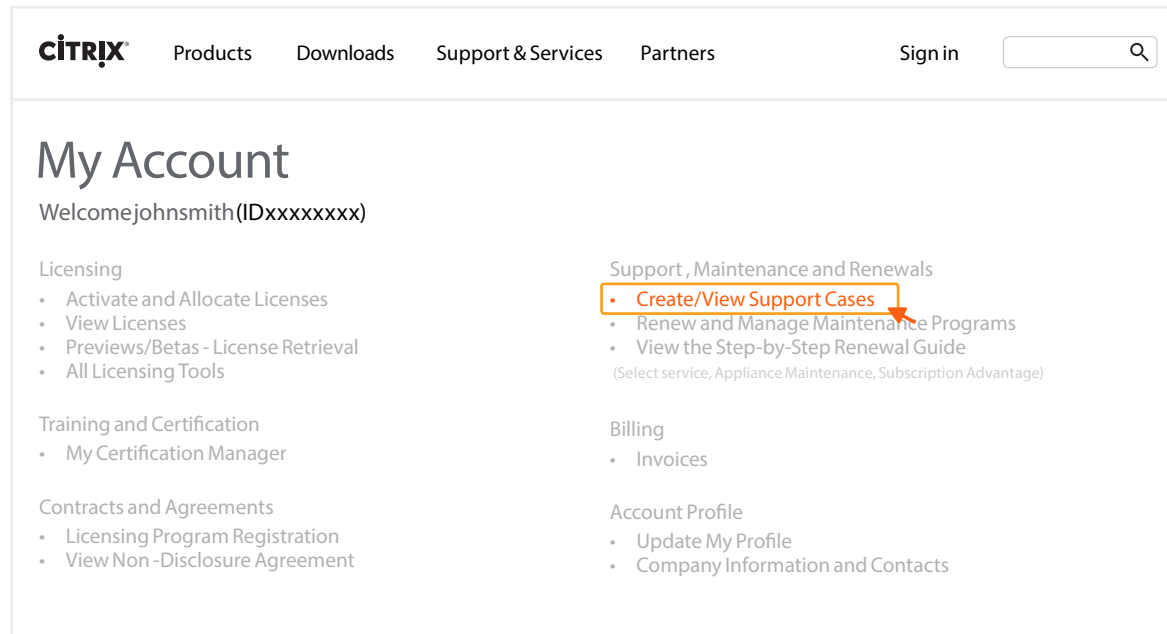 CİTRIX® Products Downloads Support & Services Partners Sign in
My Account
Welcomejohnsmith(IDxxxxxxxx)
Licensing
• Activate and Allocate Licenses
• View Licenses
• Previews/Betas - License Retrieval
• All Licensing Tools
Training and Certification
• My Certification Manager
Contracts and Agreements
• Licensing Program Registration
• View Non -Disclosure Agreement
Support , Maintenance and Renewals
• Create/View Support Cases
• Renew and Manage Maintenance Programs
• View the Step-by-Step Renewal Guide
(Select service, Appliance Maintenance, Subscription Advantage)
Billing
• Invoices
Account Profile
• Update My Profile
• Company Information and Contacts